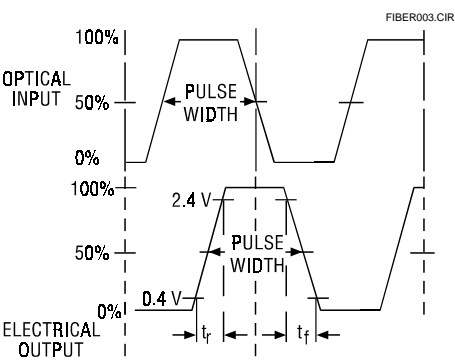 FIBER003.CIR
100%
OPTICAL
INPUT
50%
PULSE
WIDTH
0%
100%
2.4 V
50%
PULSE
WIDTH
0.4 V
0%
ELECTRICAL
OUTPUT
tr
tf